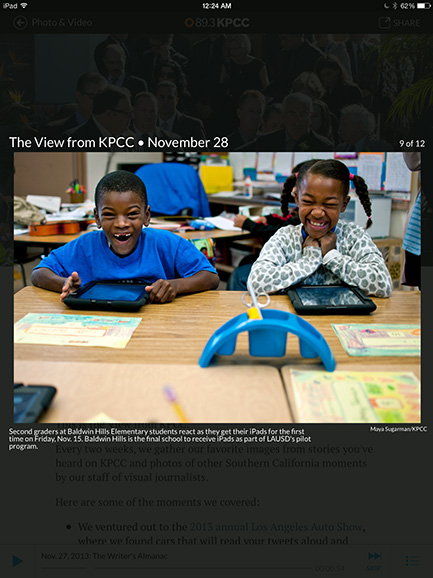 iPad 12:24 AM 62%
Photo & Video 89.3 KPCC SHARE
The View from KPCC • November 28 9 of 12
Second graders at Baldwin Hills Elementary students react as they get their iPads for the first
time on Friday, Nov. 15. Baldwin Hills is the final school to receive iPads as part of LAUSD's pilot
program.
Maya Sugarman/KPCC
Every two weeks, we gather our favorite images from stories you've
heard on KPCC and photos of other Southern California moments
by our staff of visual journalists.
Here are some of the moments we covered:
• We ventured out to the 2013 annual Los Angeles Auto Show,
where we found cars that will read your tweets aloud and
Nov. 27, 2013: The Writer's Almanac
SKIP